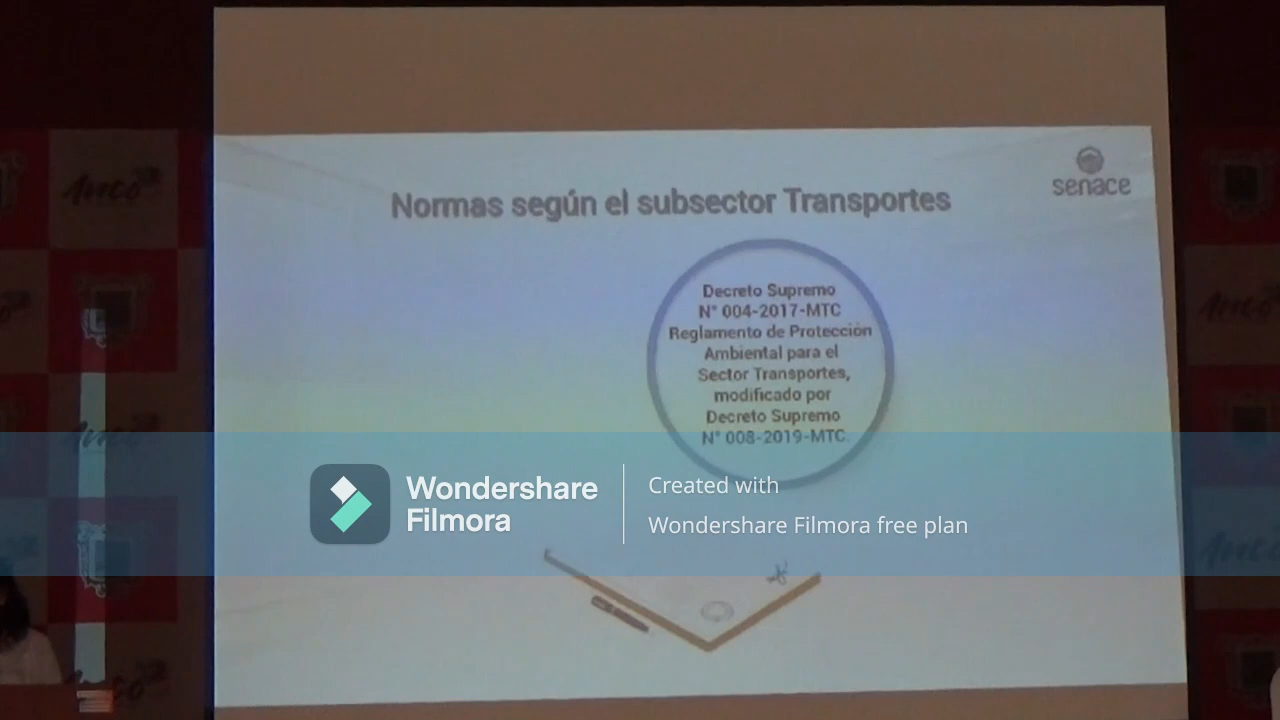 senace
Normas según el subsector Transportes
Decreto Supremo
N° 004-2017-MTC
Reglamento de Protección
Ambiental para el
Sector Transportes,
modificado por
Decreto Supremo
N° 008-2019-MTC.
Wondershare
Filmora
Created with
Wondershare Filmora free plan